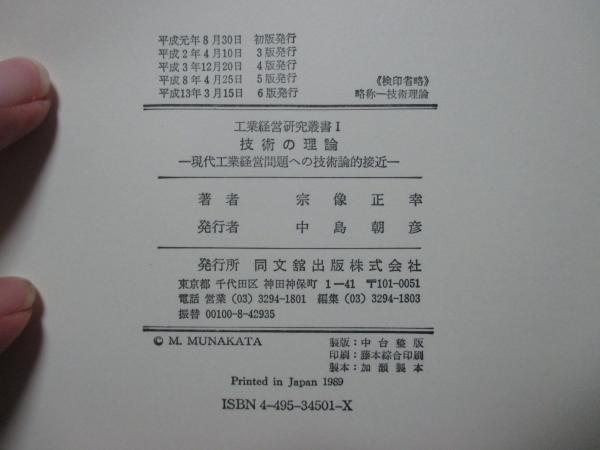 平成元年8月30日 初版発行
平成2年4月10日 3版発行
平成3年12月20日 4版発行
平成8年4月25日 5版発行 《検印省略》
平成13年3月15日 6版発行 略称―技術理論
工業経営研究叢書Ⅰ
技術の理論
―現代工業経営問題への技術論的接近―
著者 宗像正幸
発行者 中島朝彦
発行所 同文舘出版株式会社
東京都千代田区神田神保町1―41 〒101-0051
電話 営業(03)3294-1801 編集(03)3294-1803
振替 00100-8-42935
© M. MUNAKATA 製版:中台整版
印刷:藤本綜合印刷
製本:加瀬製本
Printed in Japan 1989
ISBN 4-495-34501-X